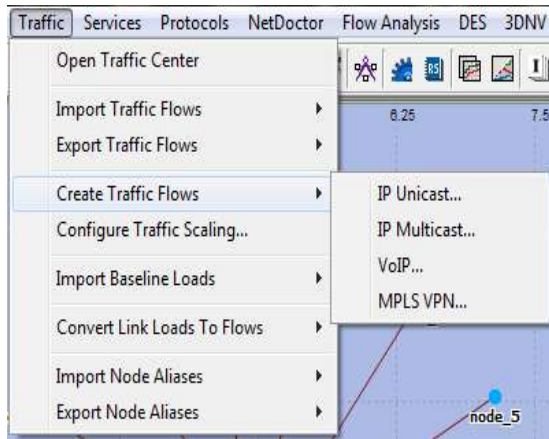 Traffic Services Protocols NetDoctor Flow Analysis DES 3DNV
Open Traffic Center
RS
Import Traffic Flows
6.25 7.5
Export Traffic Flows
Create Traffic Flows
IP Unicast...
Configure Traffic Scaling...
IP Multicast...
VoIP...
Import Baseline Loads
MPLS VPN...
Convert Link Loads To Flows
Import Node Aliases
Export Node Aliases
node_5